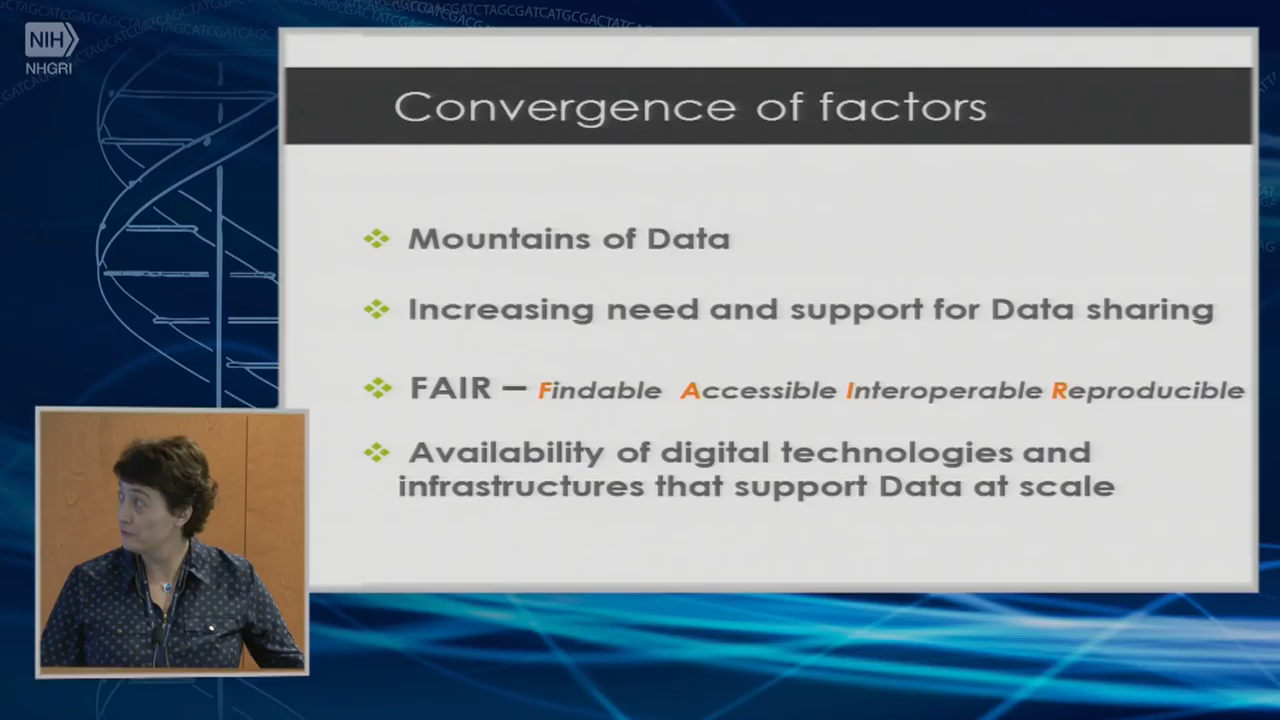 NIH
NHGRI
Convergence of factors
Mountains of Data
Increasing need and support for Data sharing
FAIR – Findable Accessible Interoperable Reproducible
Availability of digital technologies and
infrastructures that support Data at scale